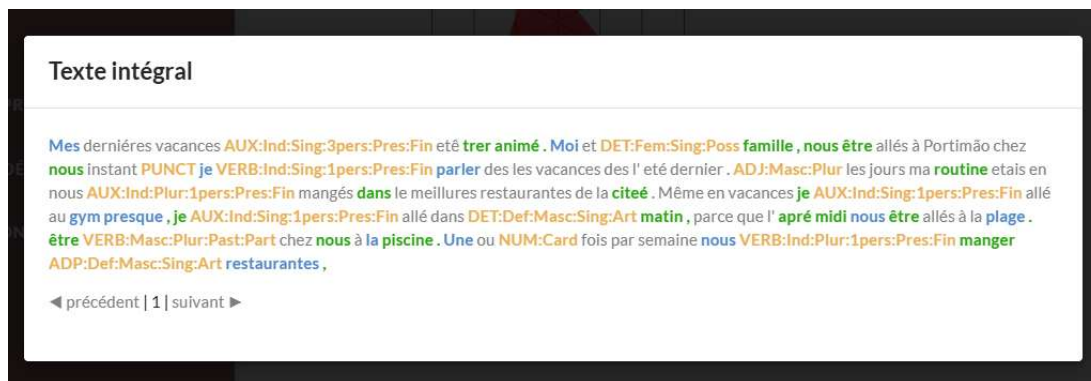 Texte intégral
Mes derniéres vacances AUX:Ind:Sing:3pers:Pres:Fin etê trer animé . Moi et DET:Fem:Sing:Poss famille , nous être allés à Portimão chez
nous instant PUNCT je VERB:Ind:Sing:1pers:Pres:Fin parler des les vacances des l' eté dernier . ADJ:Masc:Plur les jours ma routine etais en
nous AUX:Ind:Plur:1pers:Pres:Fin mangés dans le meillures restaurantes de la citeé . Même en vacances je AUX:Ind:Sing:1pers:Pres:Fin allé
au gym presque , je AUX:Ind:Sing:1pers:Pres:Fin allé dans DET:Def:Masc:Sing:Art matin , parce que l' apré midi nous être allés à la plage .
être VERB:Masc:Plur:Past:Part chez nous à la piscine . Une ou NUM:Card fois par semaine nous VERB:Ind:Plur:1pers:Pres:Fin manger
ADP:Def:Masc:Sing:Art restaurantes ,
◀ précédent | 1 | suivant ▶